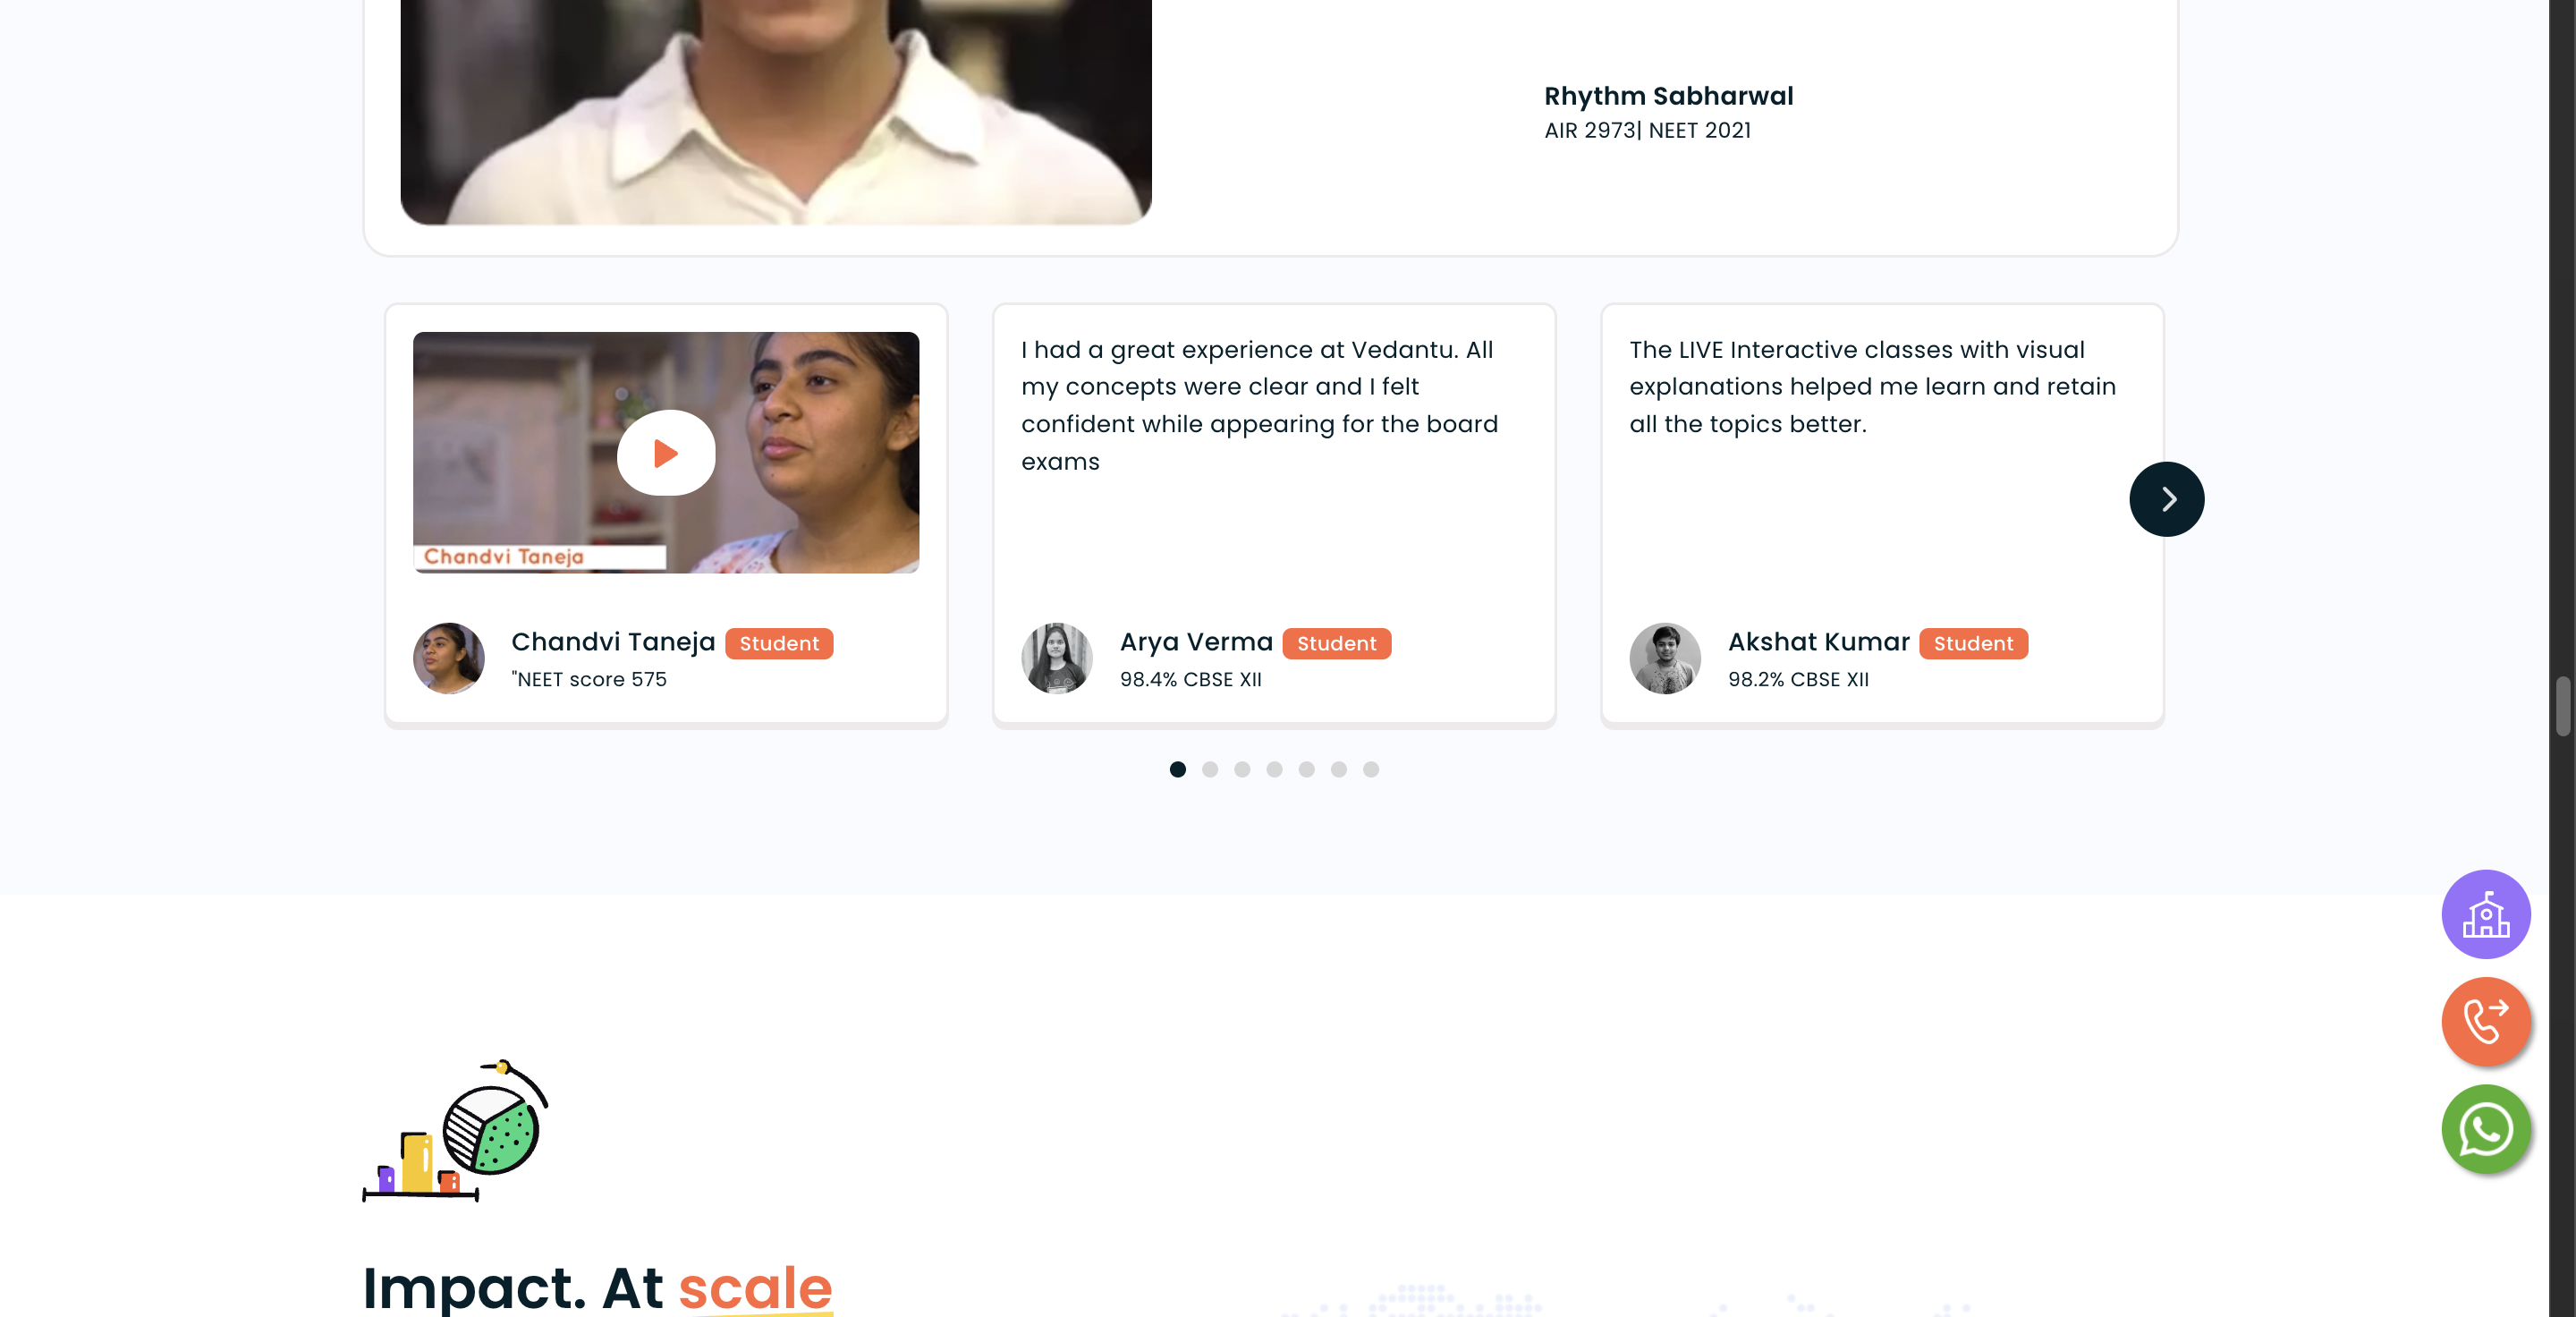 Rhythm Sabharwal
AIR 2973| NEET 2021
Chandvi Taneja
Chandvi Taneja Student
"NEET score 575
I had a great experience at Vedantu. All
my concepts were clear and I felt
confident while appearing for the board
exams
Arya Verma Student
98.4% CBSE XII
The LIVE Interactive classes with visual
explanations helped me learn and retain
all the topics better.
Akshat Kumar Student
98.2% CBSE XII
Impact. At scale